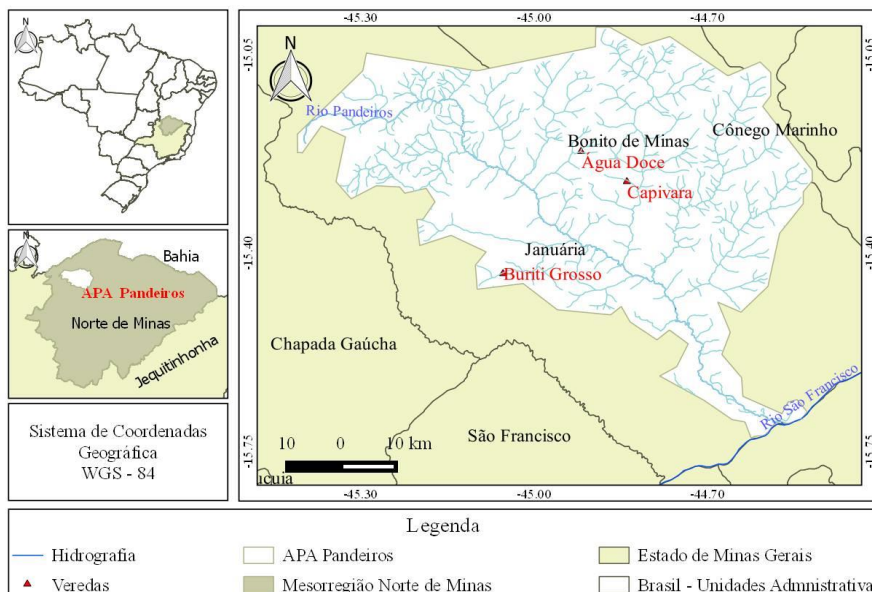 N
N
Bahia
APA Pandeiros
Norte de Minas
Jequitinhonha
Sistema de Coordenadas
Geográfica
WGS - 84
-45.30
-45.00
-44.70
-15.05
-15.05
N
Rio Pandeiros
Bonito de Minas
Cônego Marinho
Água Doce
Capivara
-15.40
-15.40
Januária
Buriti Grosso
Chapada Gaúcha
Rio São Francisco
São Francisco
10 0 10 km
-15.75
-15.75
icuia
-45.30
-45.00
-44.70
Legenda
Hidrografia
APA Pandeiros
Estado de Minas Gerais
Veredas
Mesorregião Norte de Minas
Brasil - Unidades Admnistrativa